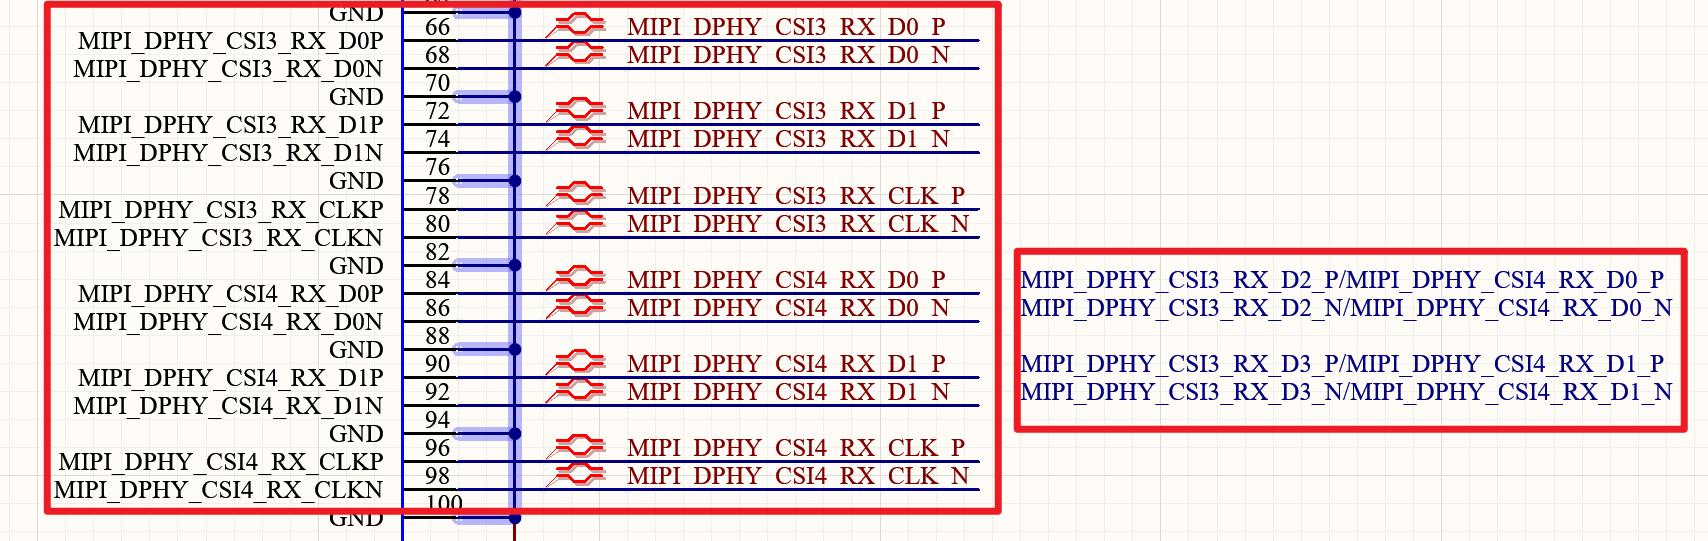 GND
66 MIPI_DPHY_CSI3_RX_D0_P
MIPI_DPHY_CSI3_RX_D0P
68 MIPI_DPHY_CSI3_RX_D0_N
MIPI_DPHY_CSI3_RX_D0N
70
GND
72 MIPI_DPHY_CSI3_RX_D1_P
MIPI_DPHY_CSI3_RX_D1P
74 MIPI_DPHY_CSI3_RX_D1_N
MIPI_DPHY_CSI3_RX_D1N
76
GND
78 MIPI_DPHY_CSI3_RX_CLK_P
MIPI_DPHY_CSI3_RX_CLKP
80 MIPI_DPHY_CSI3_RX_CLK_N
MIPI_DPHY_CSI3_RX_CLKN
82
GND
84 MIPI_DPHY_CSI4_RX_D0_P MIPI_DPHY_CSI3_RX_D2_P/MIPI_DPHY_CSI4_RX_D0_P
MIPI_DPHY_CSI4_RX_D0P
86 MIPI_DPHY_CSI4_RX_D0_N MIPI_DPHY_CSI3_RX_D2_N/MIPI_DPHY_CSI4_RX_D0_N
MIPI_DPHY_CSI4_RX_D0N
88
GND
90 MIPI_DPHY_CSI4_RX_D1_P MIPI_DPHY_CSI3_RX_D3_P/MIPI_DPHY_CSI4_RX_D1_P
MIPI_DPHY_CSI4_RX_D1P
92 MIPI_DPHY_CSI4_RX_D1_N MIPI_DPHY_CSI3_RX_D3_N/MIPI_DPHY_CSI4_RX_D1_N
MIPI_DPHY_CSI4_RX_D1N
94
GND
96 MIPI_DPHY_CSI4_RX_CLK_P
MIPI_DPHY_CSI4_RX_CLKP
98 MIPI_DPHY_CSI4_RX_CLK_N
MIPI_DPHY_CSI4_RX_CLKN
100
GND